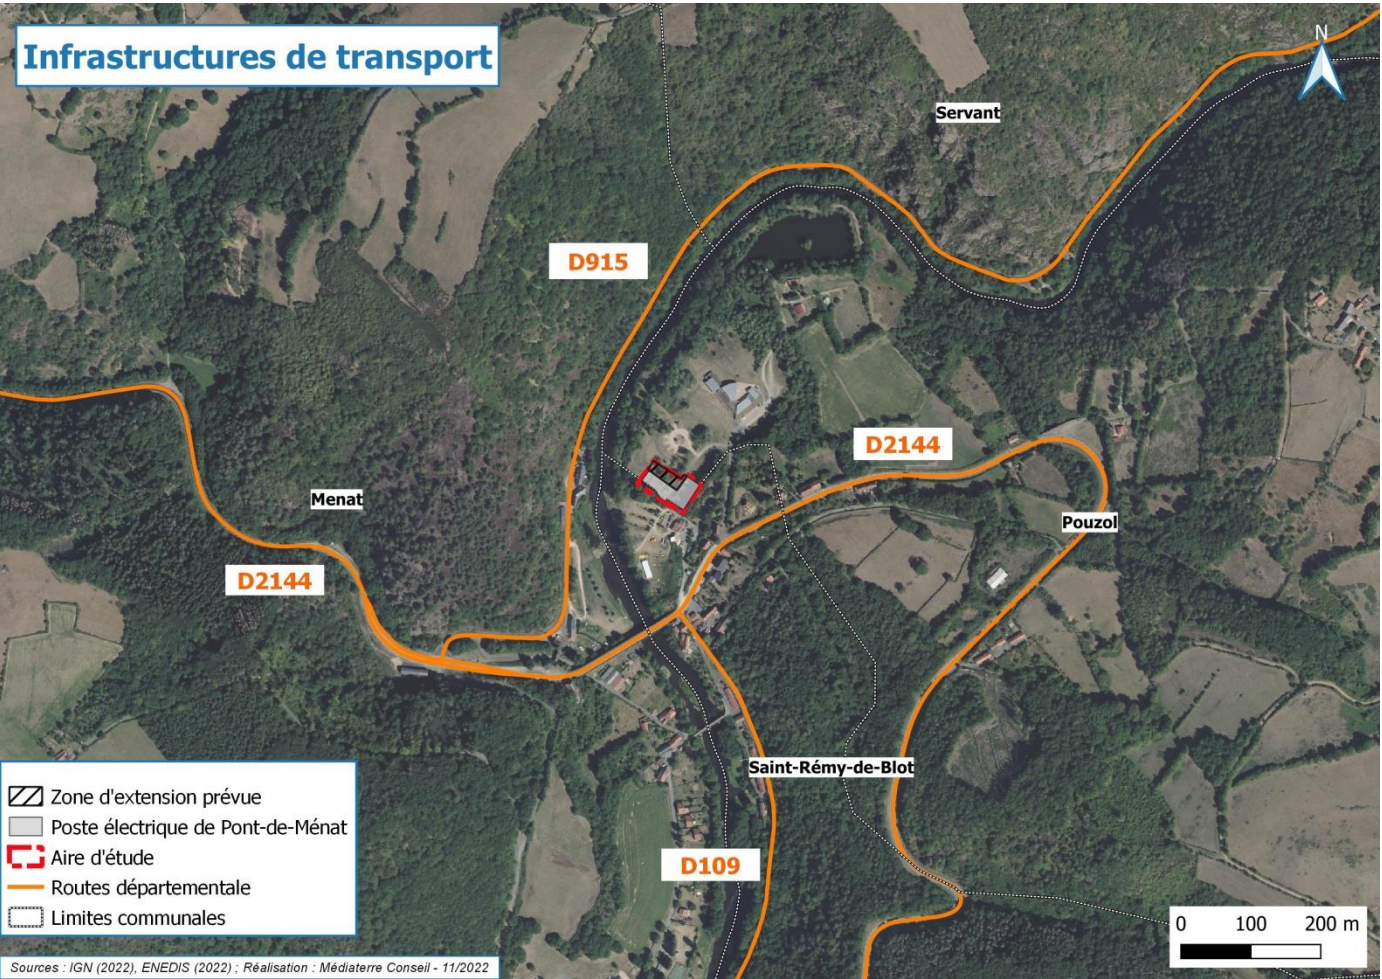 Infrastructures de transport
N
Servant
D915
D2144
Menat
Pouzol
D2144
Saint-Rémy-de-Blot
D109
Zone d'extension prévue
Poste électrique de Pont-de-Ménat
Aire d'étude
Routes départementale
Limites communales
0 100 200 m
Sources : IGN (2022), ENEDIS (2022) ; Réalisation : Médiaterre Conseil - 11/2022